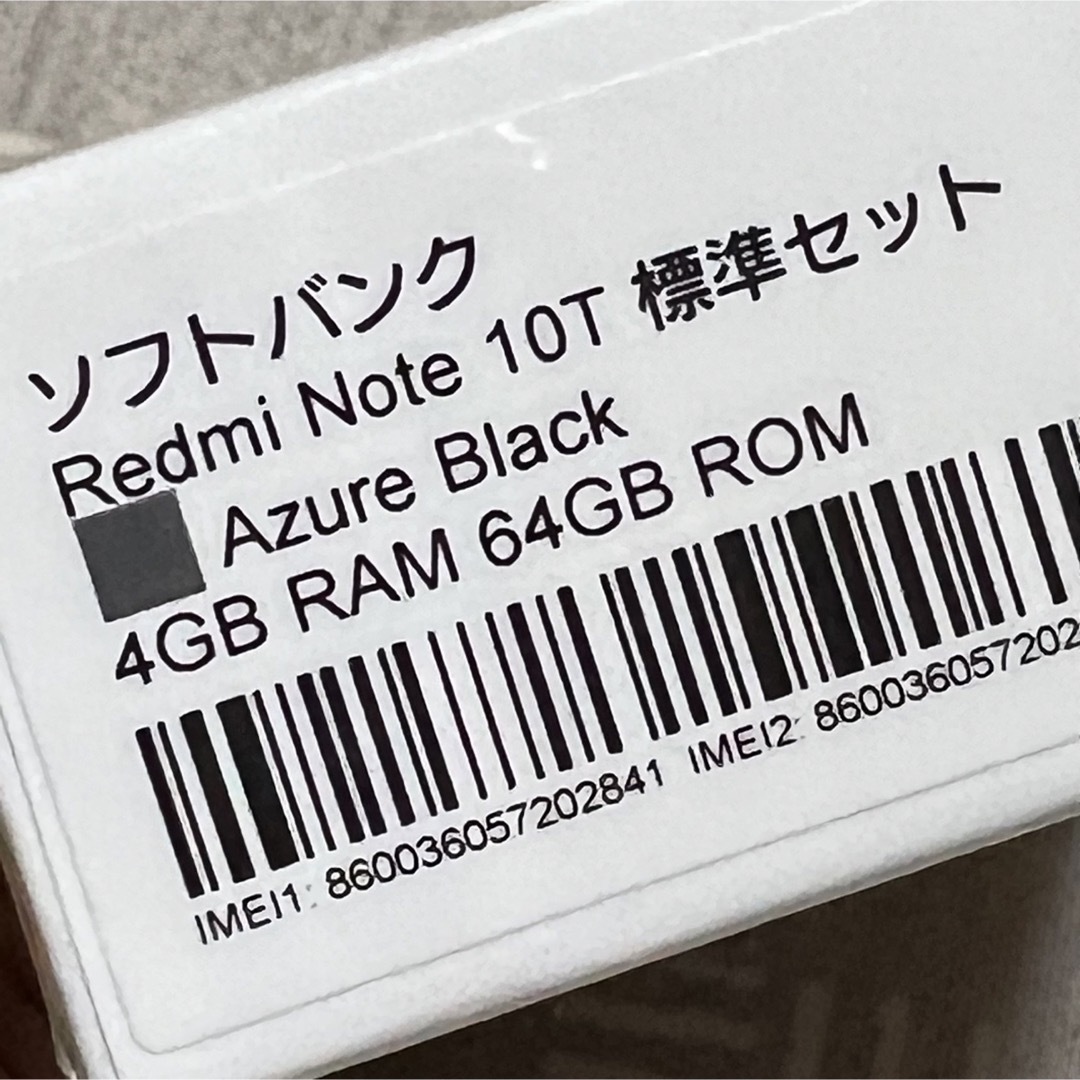 ソフトバンク
Redmi Note 10T 標準セット
Azure Black
4GB RAM 64GB ROM
IMEI1: 860036057202841 IMEI2: 860036057202